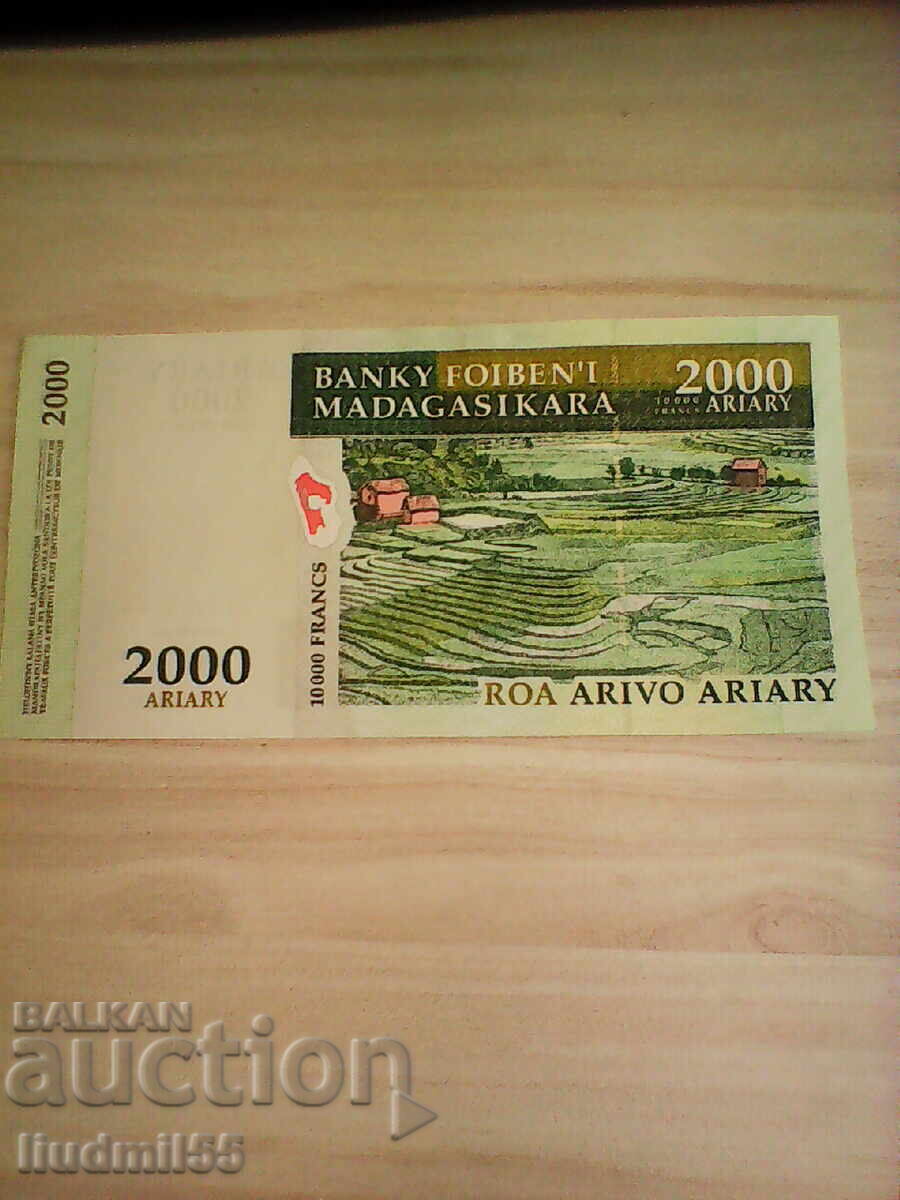 2000
BANKY FOIBEN'I
MADAGASIKARA
2000
10000
FRANCS
ARIARY
10000 FRANCS
2000
ARIARY
ROA ARIVO ARIARY
BALKAN
auction
liudmil55